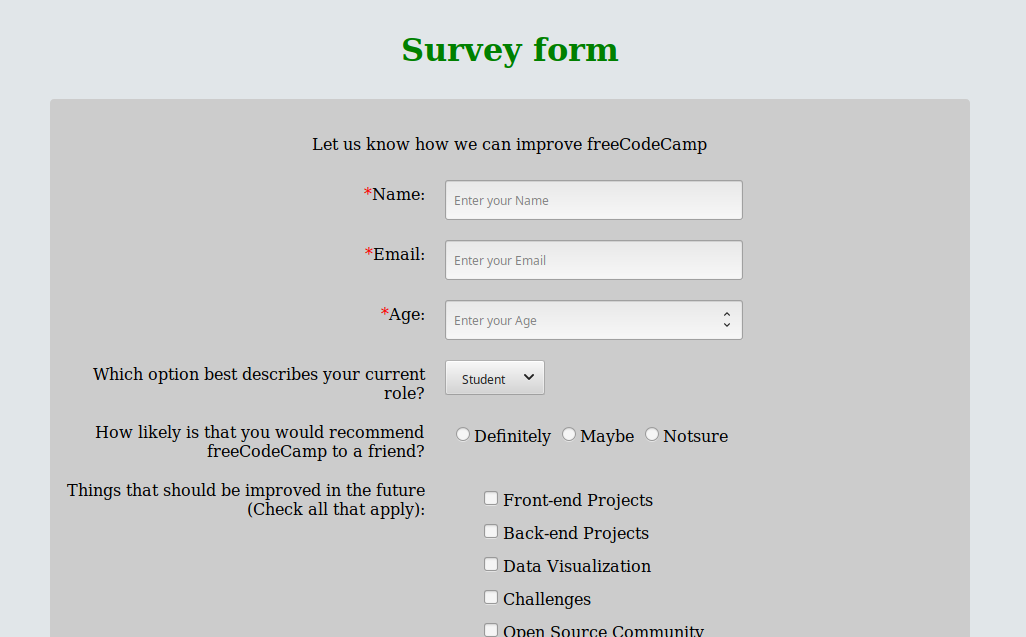 Survey form
Let us know how we can improve freeCodeCamp
*Name:
Enter your Name
*Email:
Enter your Email
*Age:
Enter your Age
Which option best describes your current
role?
Student
How likely is that you would recommend
freeCodeCamp to a friend?
Definitely Maybe Notsure
Things that should be improved in the future
(Check all that apply):
Front-end Projects
Back-end Projects
Data Visualization
Challenges
Open Source Community